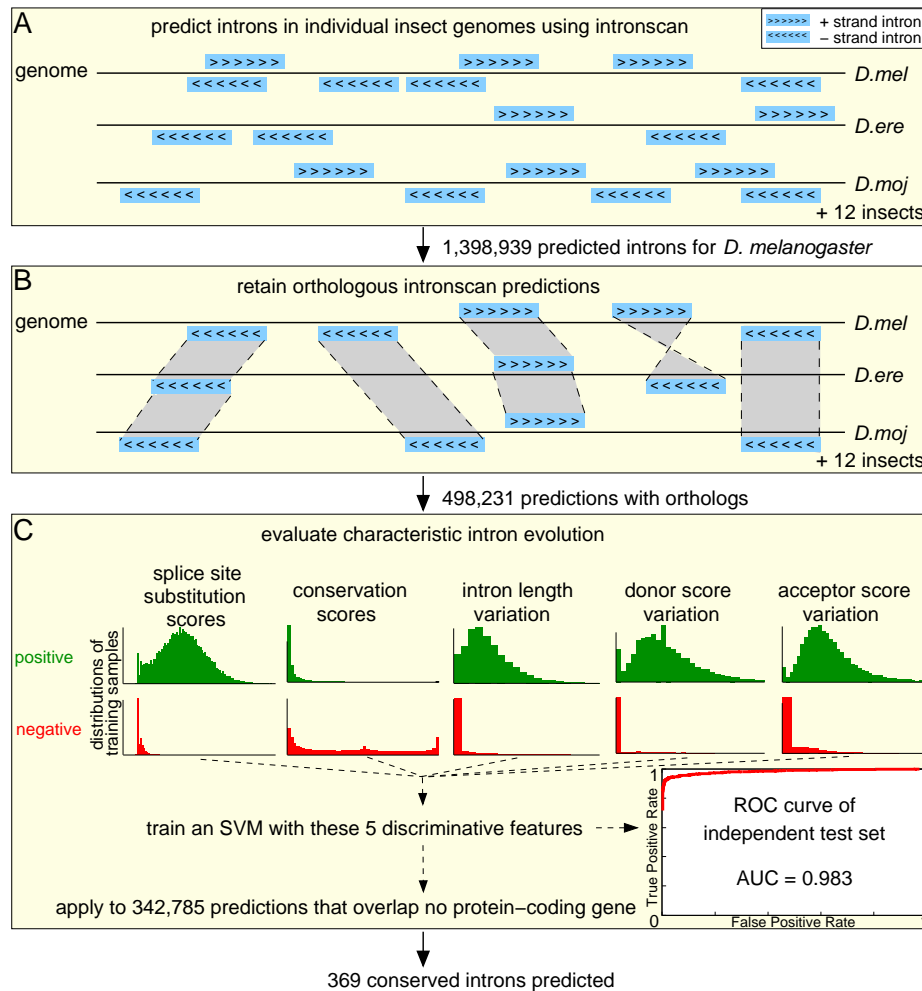 A
predict introns in individual insect genomes using intronscan
>>>>>> + strand intron
<<<<<< − strand intron
genome
>>>>>> >>>>>> >>>>>>
D.mel
<<<<<< <<<<<< <<<<<< <<<<<<
>>>>>> >>>>>>
D.ere
<<<<<< <<<<<< <<<<<<
>>>>>> >>>>>> >>>>>>
D.moj
<<<<<< <<<<<< <<<<<< <<<<<<
+ 12 insects
1,398,939 predicted introns for D. melanogaster
B
retain orthologous intronscan predictions
>>>>>> >>>>>>
genome
D.mel
<<<<<< <<<<<< <<<<<<
>>>>>>
D.ere
<<<<<< <<<<<<
>>>>>>
D.moj
<<<<<< <<<<<< <<<<<<
+ 12 insects
498,231 predictions with orthologs
C
evaluate characteristic intron evolution
splice site
substitution
scores
conservation
scores
intron length
variation
donor score
variation
acceptor score
variation
positive
negative
distributions of
training samples
train an SVM with these 5 discriminative features
apply to 342,785 predictions that overlap no protein−coding gene
1
True Positive Rate
0
ROC curve of
independent test set
AUC = 0.983
False Positive Rate
1
369 conserved introns predicted